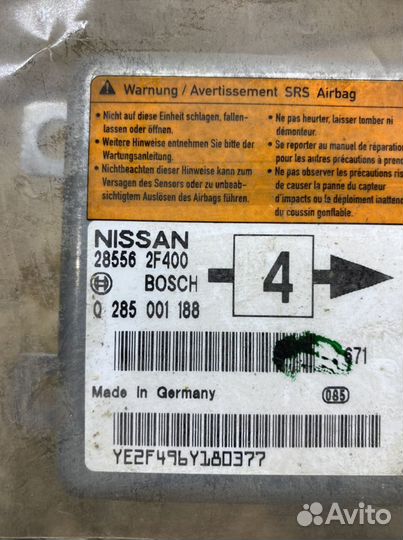 Warnung / Avertissement SRS Airbag
• Nicht auf diese Einheit schlagen, fallen-
lassen oder öffnen.
• Weitere Hinweise entnehmen Sie bitte der
Wartungsanleitung.
• Nichtbeachten dieser Hinweise kann zum
Versagen des Sensors oder zu unbeab-
sichtigtem Auslösen des Airbags führen.
• Ne pas heurter, laisser tomber ni
démonteur.
• Se reporter au manuel de réparation
pour les autres précautions à prend
• Ne pas observer les précautions ris
de causer la panne du capteur
d'impacts ou le déploiement inatten
du coussin gonflable.
NISSAN
28556 2F400
BOSCH
0 285 001 188
4
671
Made in Germany
085
YE2F496Y180377
Avito